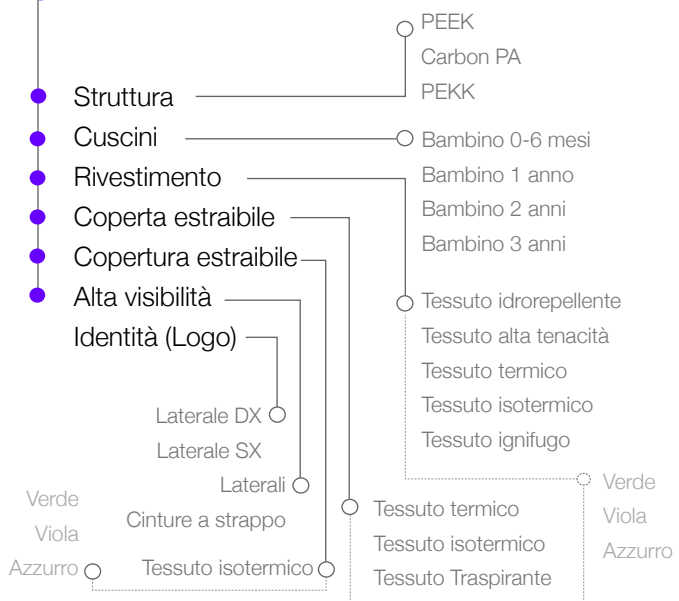 PEEK
Carbon PA
PEKK
Struttura
Cuscini
Rivestimento
Coperta estraibile
Copertura estraibile
Alta visibilità
Identità (Logo)
Bambino 0-6 mesi
Bambino 1 anno
Bambino 2 anni
Bambino 3 anni
Tessuto idrorepellente
Tessuto alta tenacità
Tessuto termico
Tessuto isotermico
Tessuto ignifugo
Laterale DX
Laterale SX
Laterali
Cinture a strappo
Verde
Viola
Azzurro
Tessuto isotermico
Tessuto termico
Tessuto isotermico
Tessuto Traspirante
Verde
Viola
Azzurro